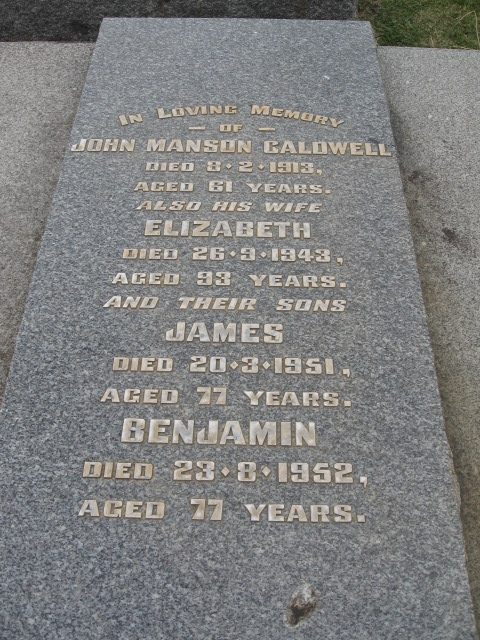 In Loving Memory
— OF —
JOHN MANSON CALDWELL
DIED 8·2·1913,
AGED 61 YEARS.
ALSO HIS WIFE
ELIZABETH
DIED 26·9·1943,
AGED 93 YEARS.
AND THEIR SONS
JAMES
DIED 20·3·1951,
AGED 77 YEARS.
BENJAMIN
DIED 23·8·1952,
AGED 77 YEARS.